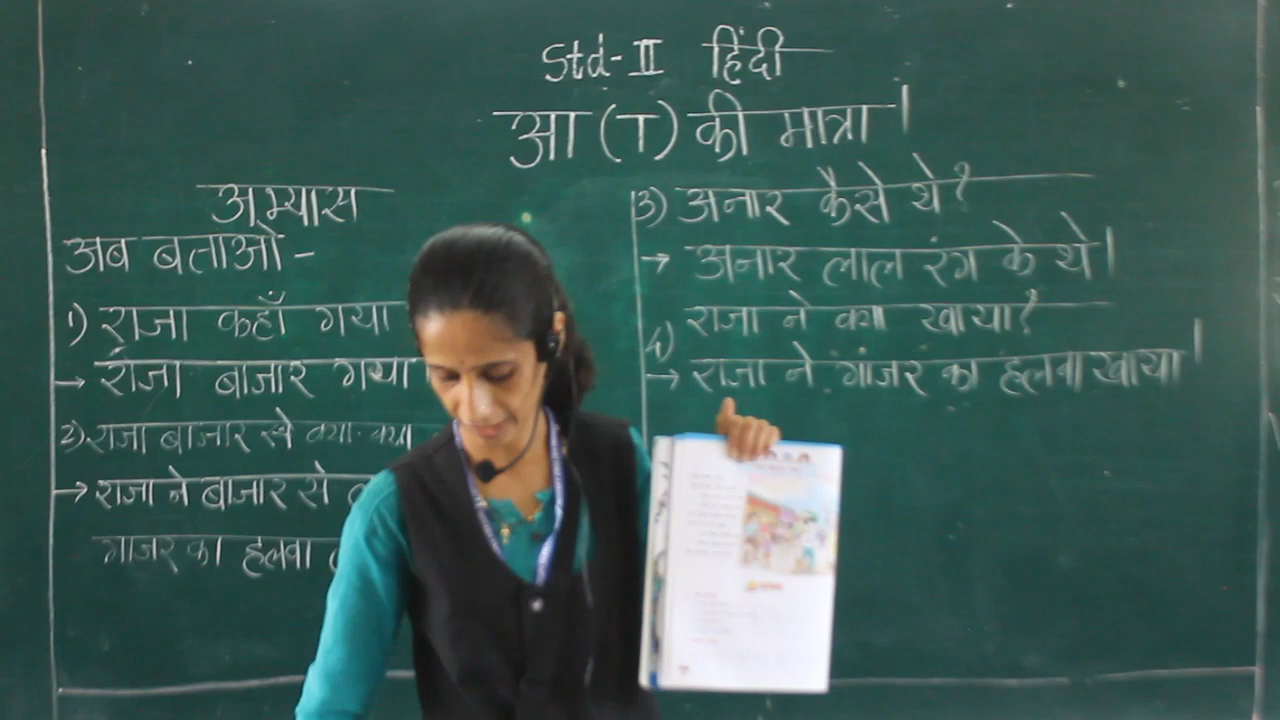 Std-II हिंदी
आ (ा) की मात्रा।
अभ्यास
अब बताओ -
1) राजा कहाँ गया
→ राजा बाजार गया
2) राजा बाजार से क्या-क्या
→ राजा ने बाजार से
गाजर का हलवा
3) अनार कैसे थे?
→ अनार लाल रंग के थे।
4) राजा ने क्या खाया?
→ राजा ने गाजर का हलवा खाया।